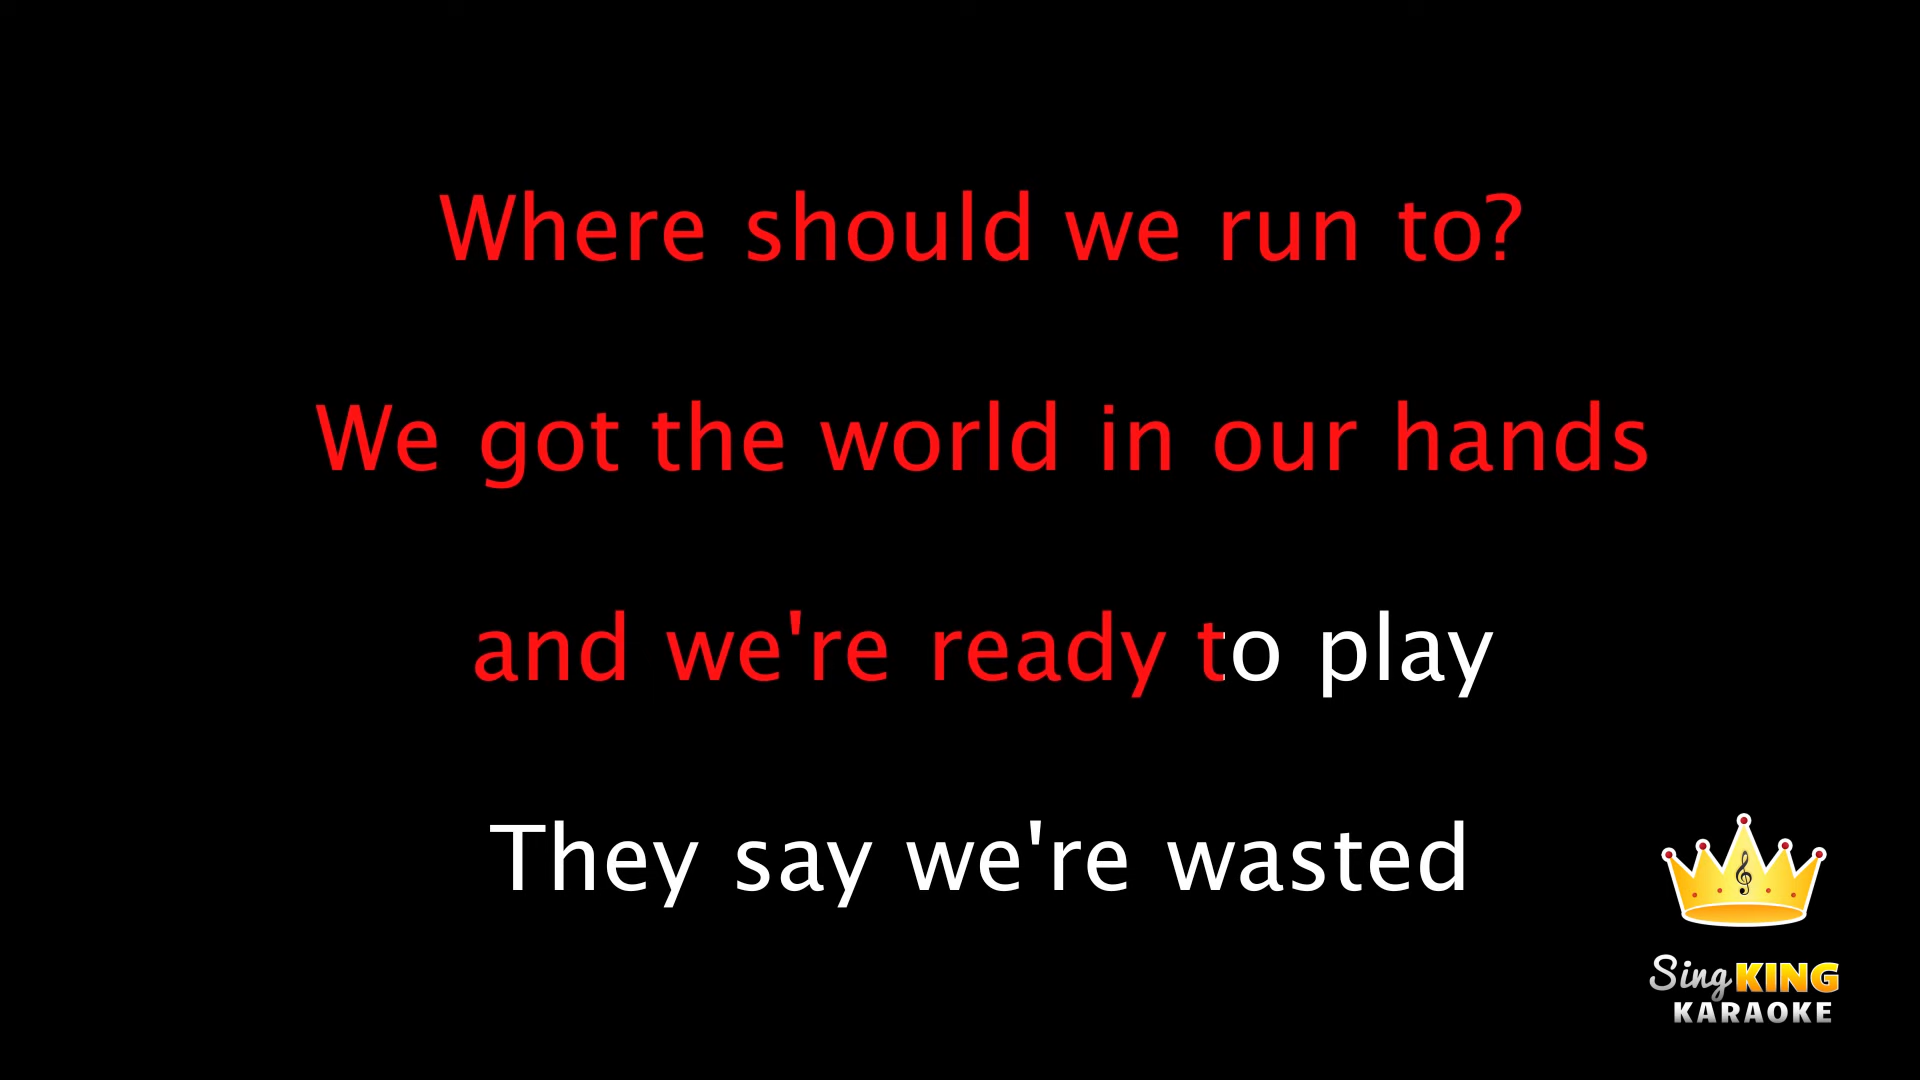 Where should we run to?
We got the world in our hands
and we're ready to play
They say we're wasted
Sing KING
KARAOKE